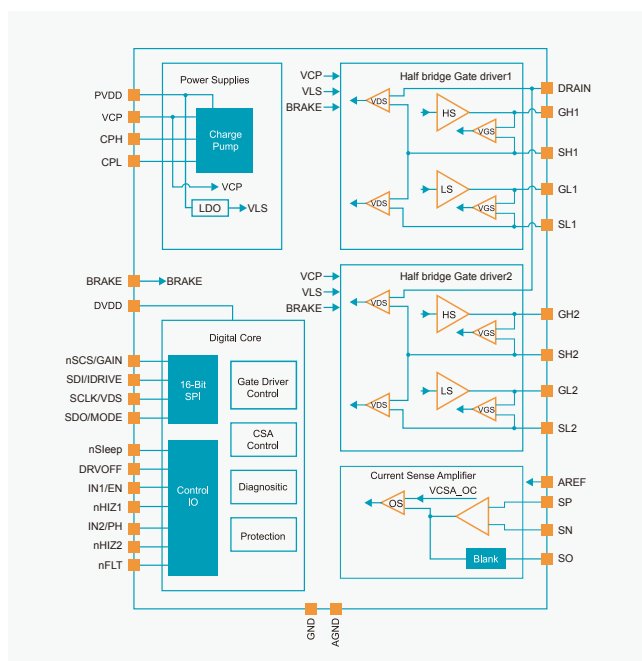 Power Supplies
PVDD
VCP
CPH
CPL
Charge
Pump
VCP
LDO
VLS
BRAKE
BRAKE
DVDD
Digital Core
nSCS/GAIN
SDI/IDRIVE
SCLK/VDS
SDO/MODE
16-Bit
SPI
Gate Driver
Control
CSA
Control
Diagnositic
Protection
nSleep
DRVOFF
IN1/EN
nHIZ1
IN2/PH
nHIZ2
nFLT
Control
IO
VCP
VLS
BRAKE
Half bridge Gate driver1
VDS
HS
VGS
LS
VDS
VGS
DRAIN
GH1
SH1
GL1
SL1
VCP
VLS
BRAKE
Half bridge Gate driver2
VDS
HS
VGS
LS
VDS
VGS
GH2
SH2
GL2
SL2
Current Sense Amplifier
VCSA_OC
OS
Blank
AREF
SP
SN
SO
GND
AGND